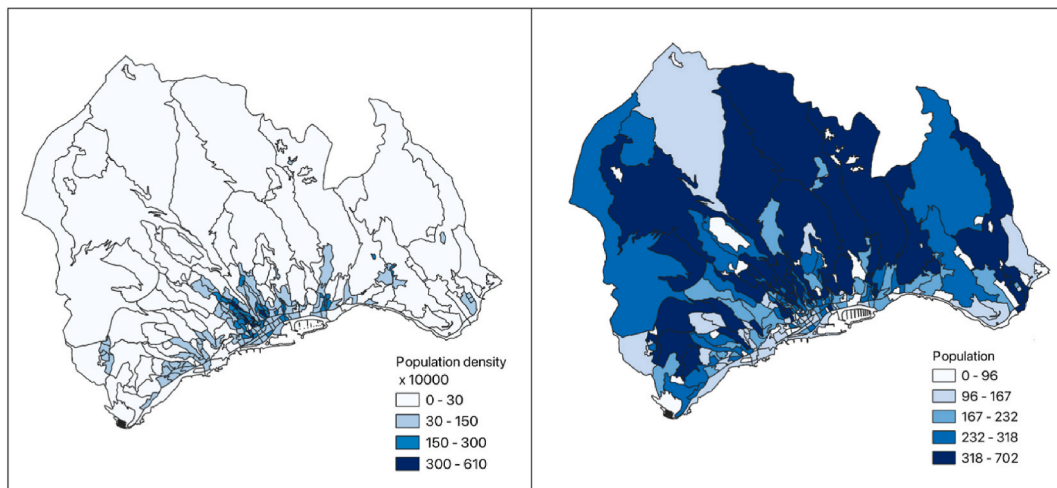 Population density
x 10000
0 - 30
30 - 150
150 - 300
300 - 610
Population
0 - 96
96 - 167
167 - 232
232 - 318
318 - 702